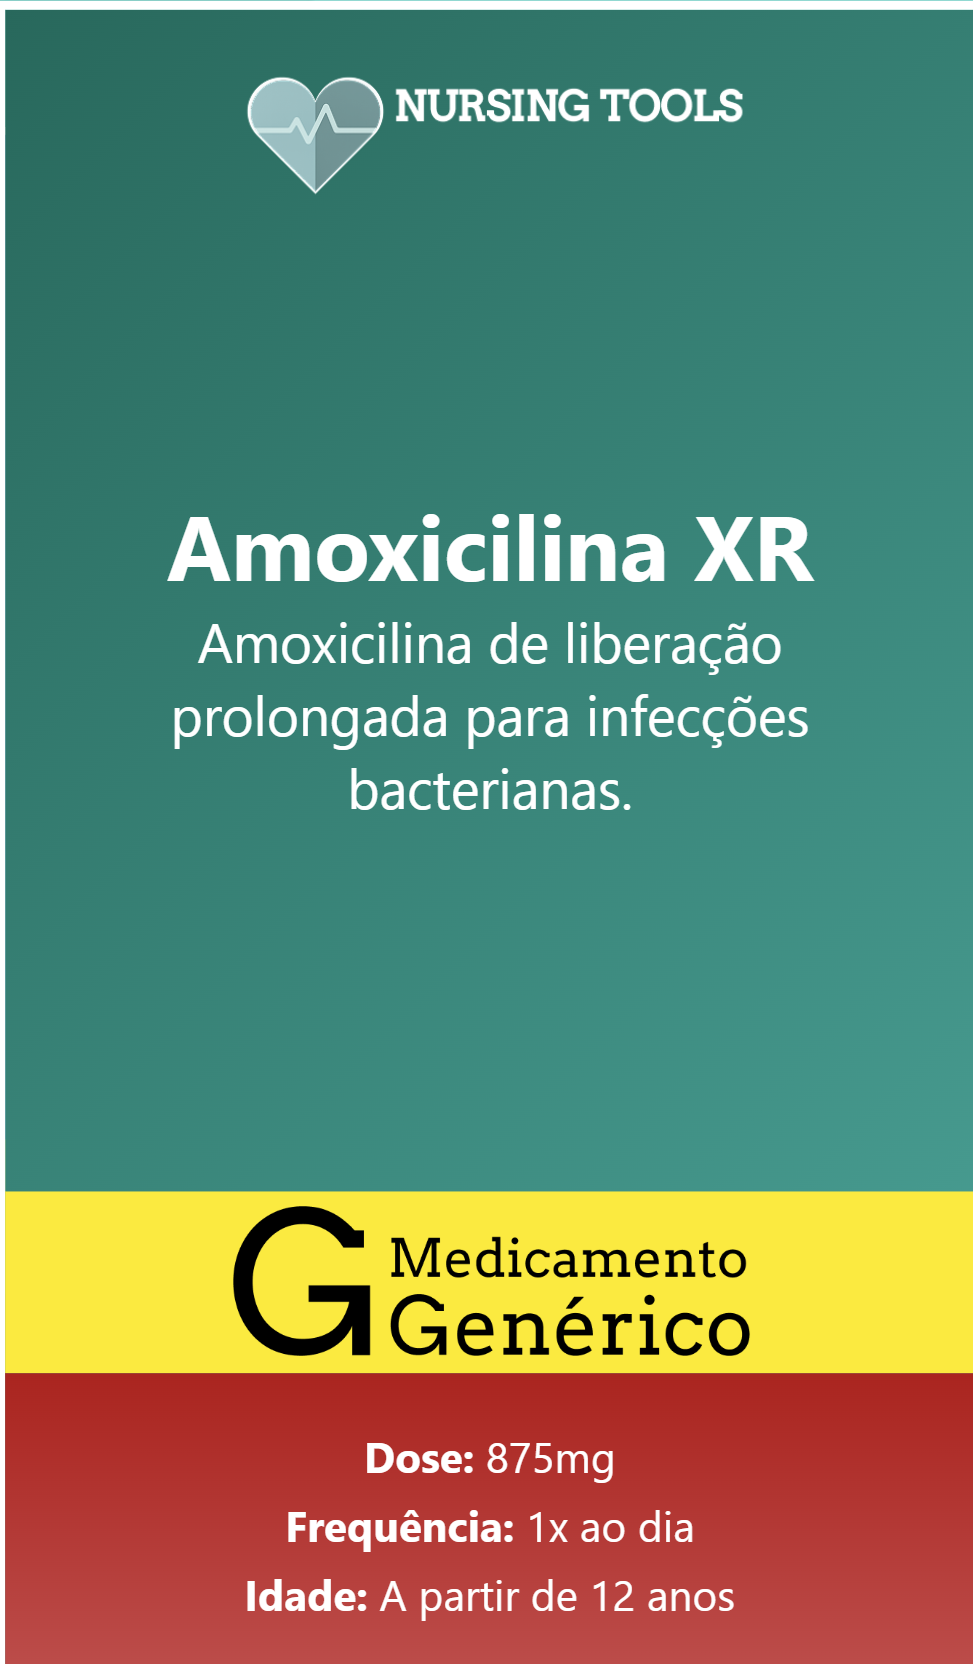 NURSING TOOLS
Amoxicilina XR
Amoxicilina de liberação
prolongada para infecções
bacterianas.
G Medicamento
Genérico
Dose: 875mg
Frequência: 1x ao dia
Idade: A partir de 12 anos